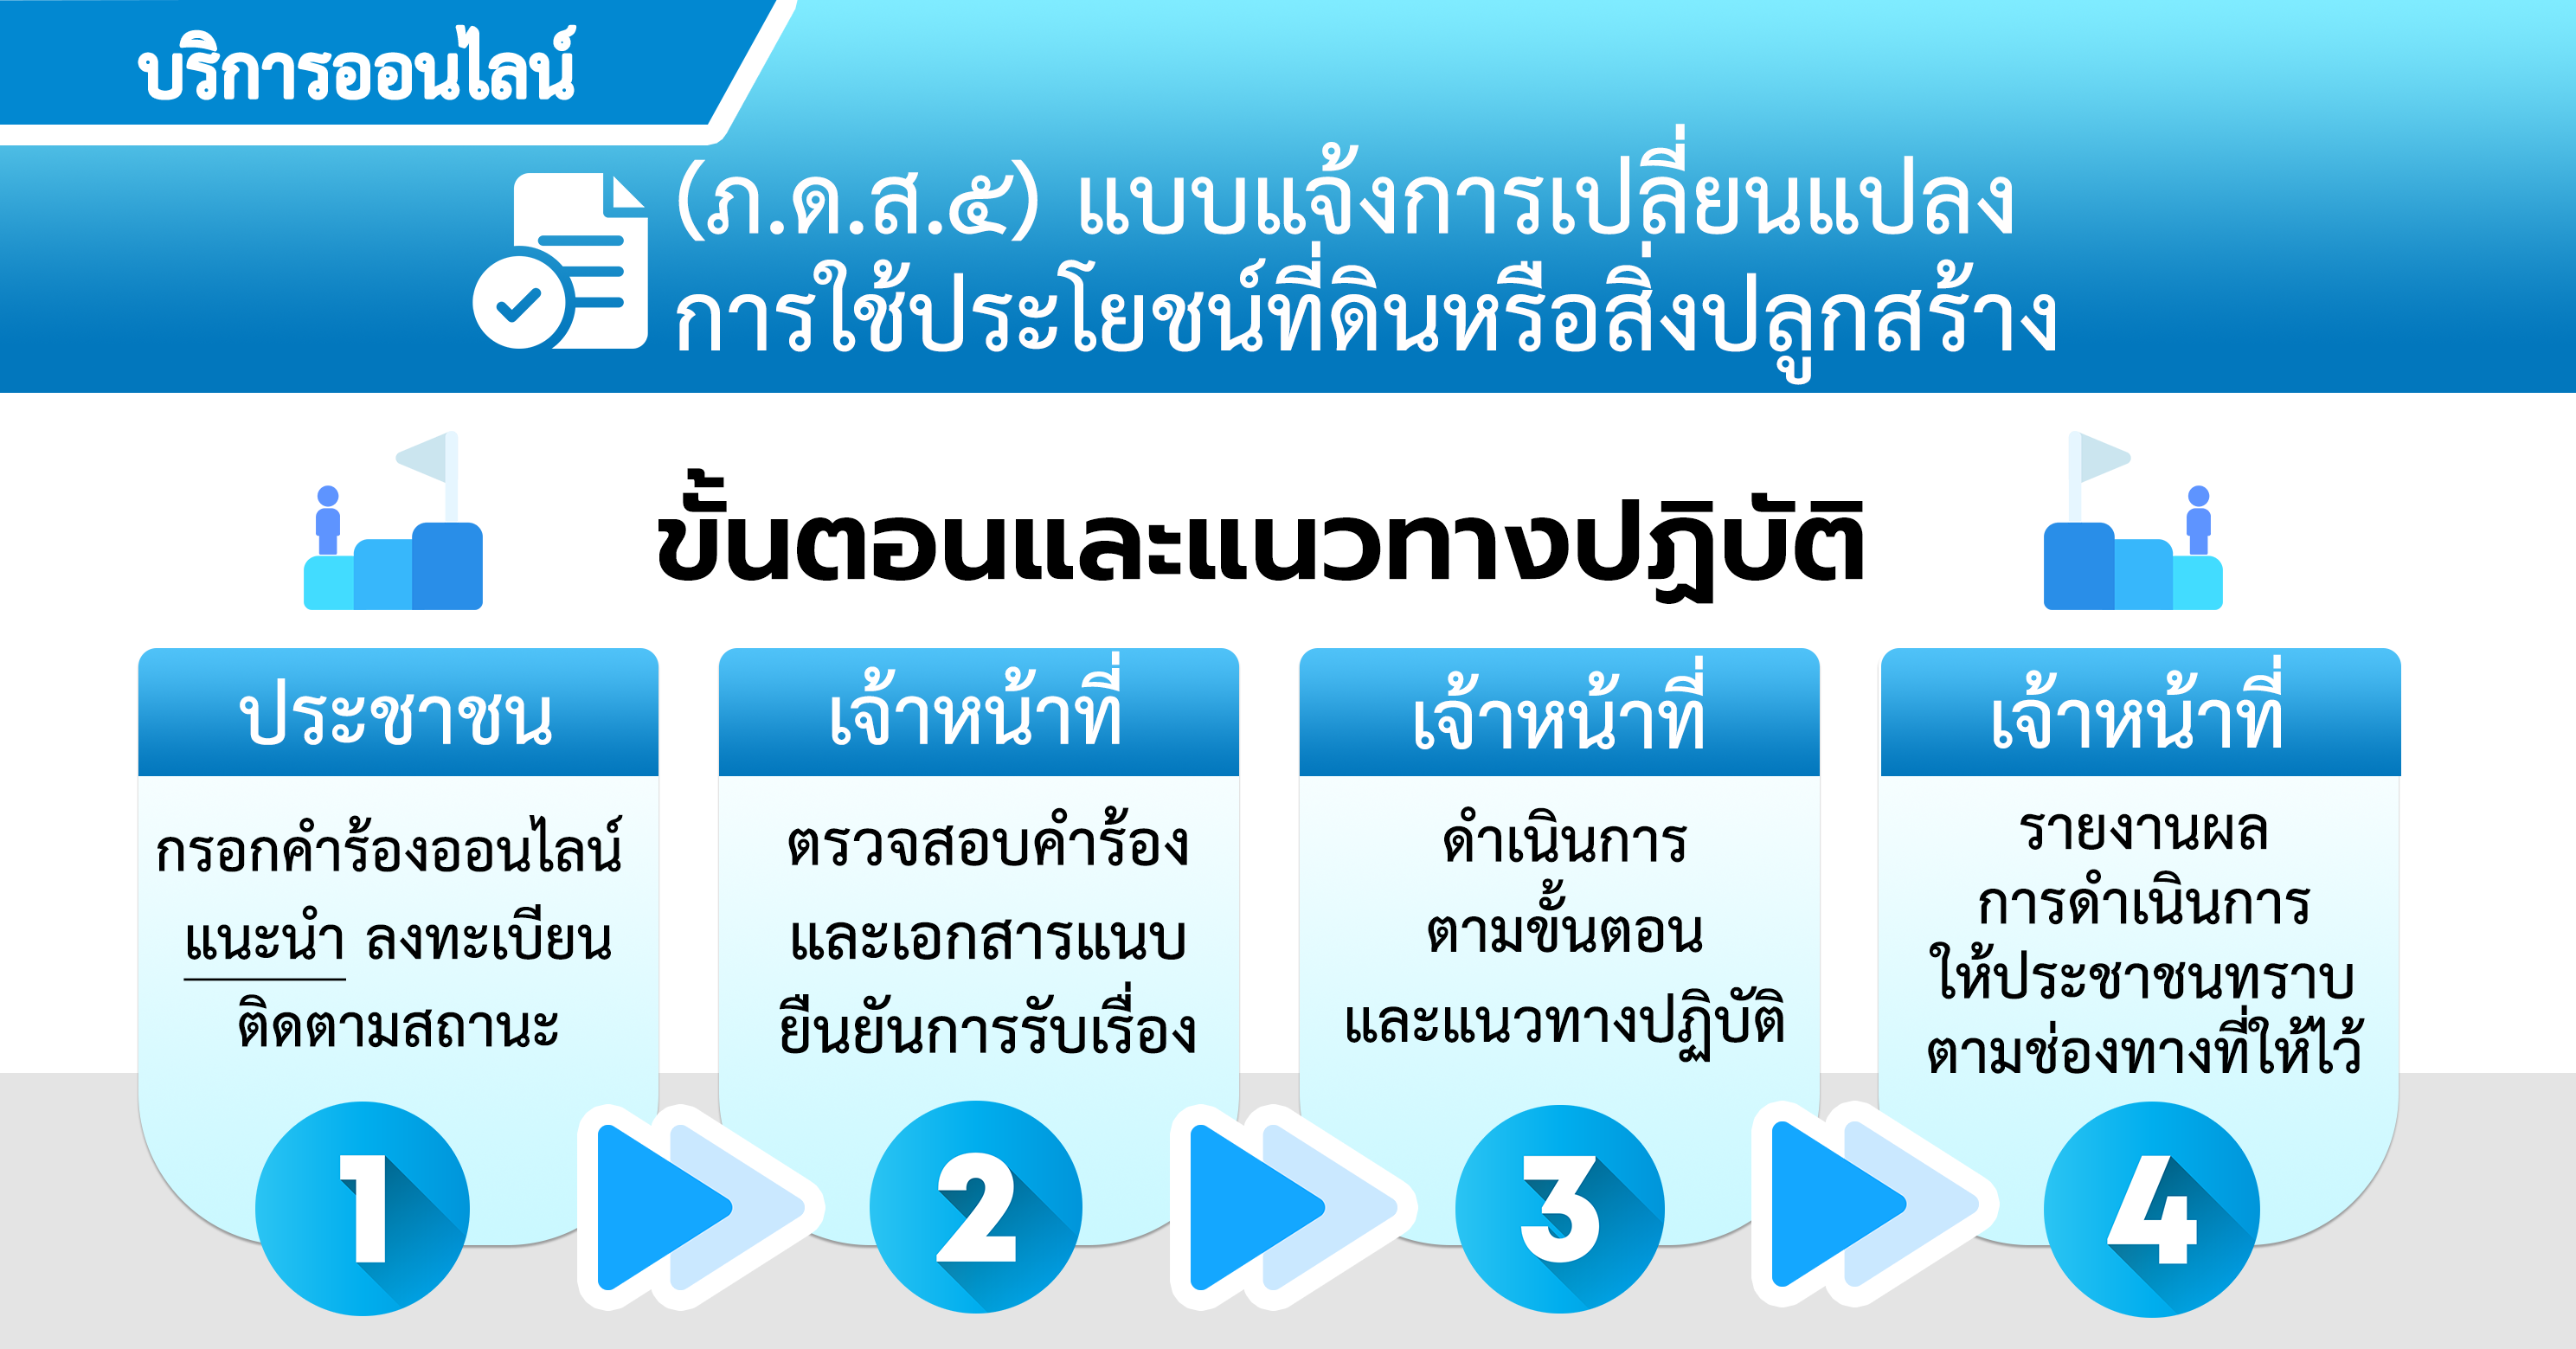 บริการออนไลน์
(ภ.ด.ส.๕) แบบแจ้งการเปลี่ยนแปลง
การใช้ประโยชน์ที่ดินหรือสิ่งปลูกสร้าง
ขั้นตอนและแนวทางปฏิบัติ
ประชาชน
กรอกคำร้องออนไลน์
แนะนำ ลงทะเบียน
ติดตามสถานะ
1
เจ้าหน้าที่
ตรวจสอบคำร้อง
และเอกสารแนบ
ยืนยันการรับเรื่อง
2
เจ้าหน้าที่
ดำเนินการ
ตามขั้นตอน
และแนวทางปฏิบัติ
3
เจ้าหน้าที่
รายงานผล
การดำเนินการ
ให้ประชาชนทราบ
ตามช่องทางที่ให้ไว้
4